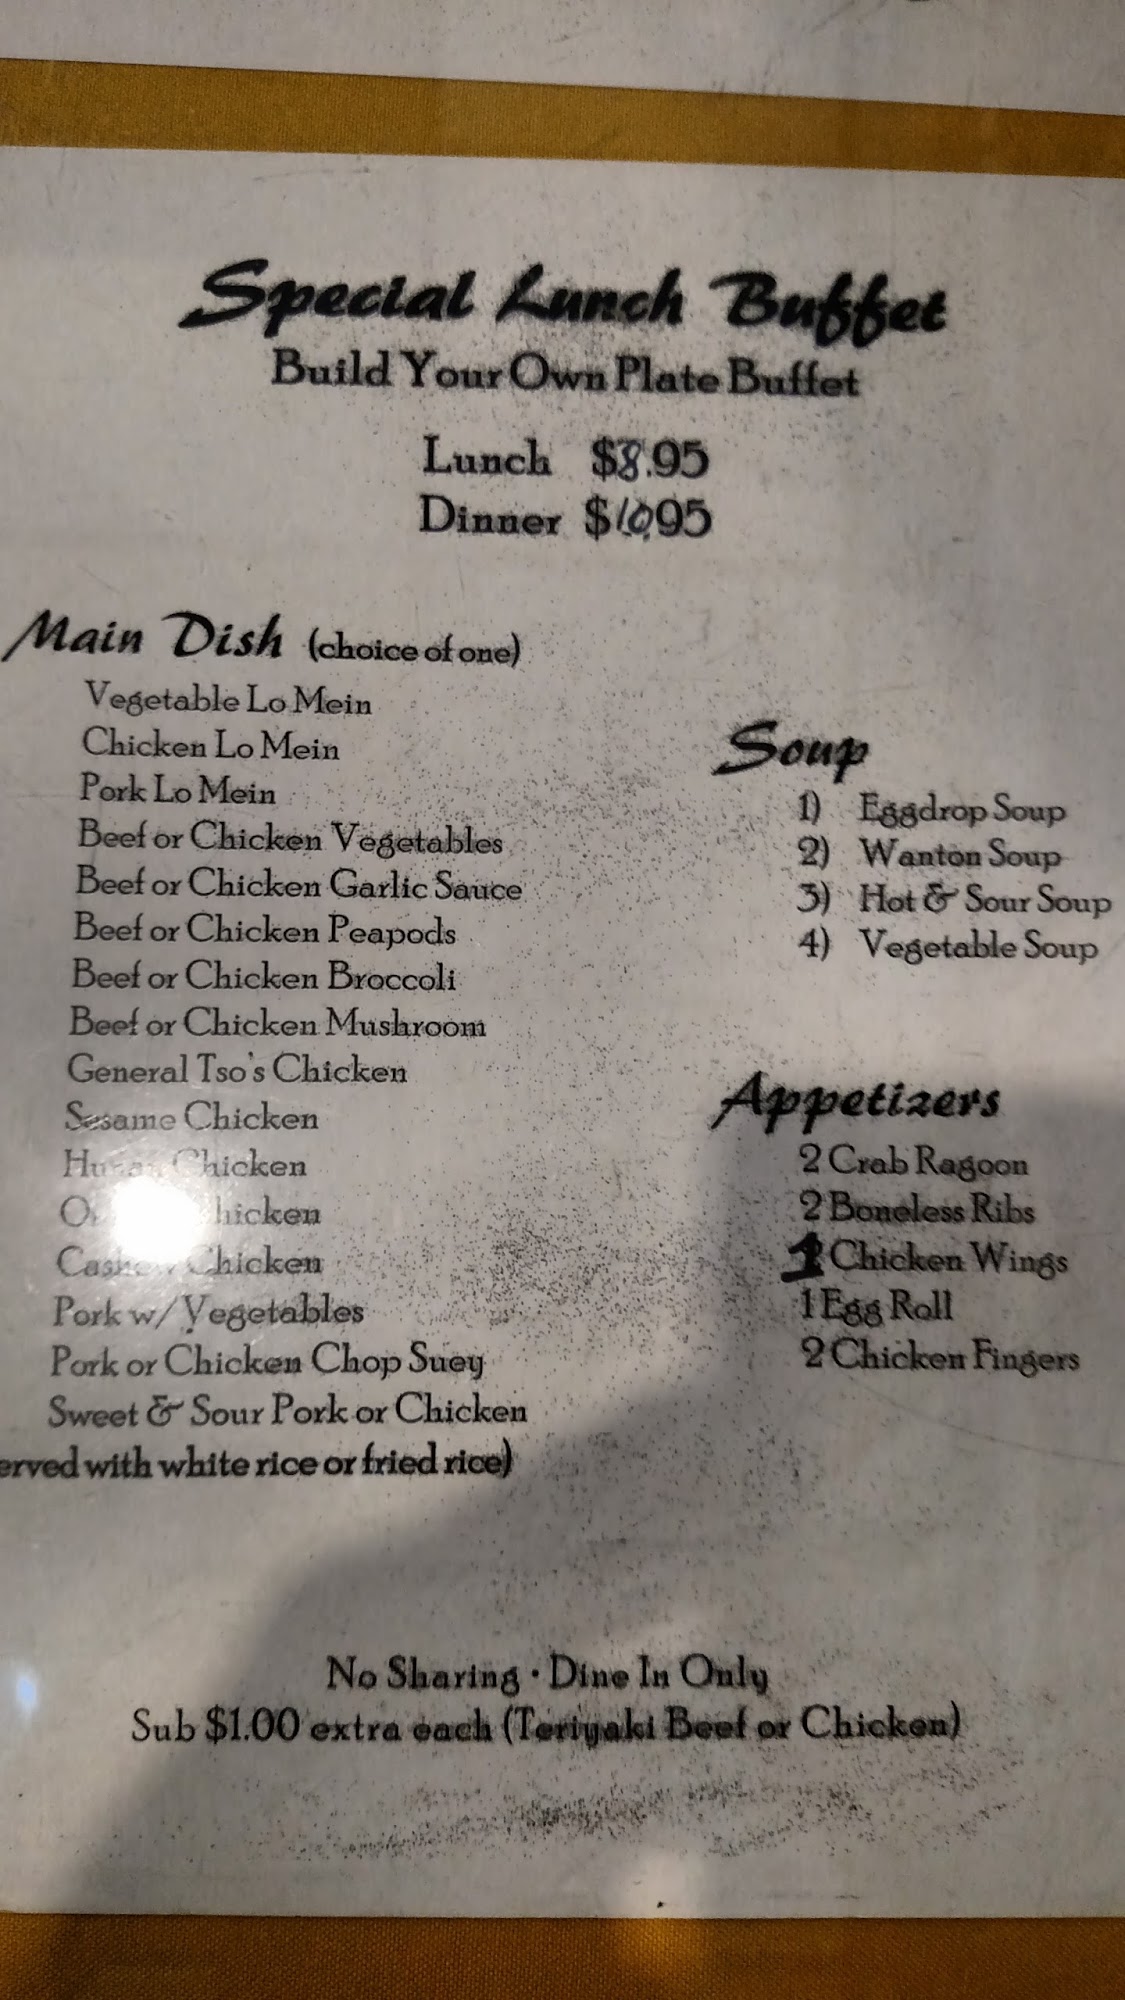 Special Lunch Buffet
Build Your Own Plate Buffet
Lunch $8.95
Dinner $10.95
Main Dish (choice of one)
Vegetable Lo Mein
Chicken Lo Mein
Pork Lo Mein
Beef or Chicken Vegetables
Beef or Chicken Garlic Sauce
Beef or Chicken Peapods
Beef or Chicken Broccoli
Beef or Chicken Mushroom
General Tso's Chicken
Sesame Chicken
Chicken
Chicken
Cashew Chicken
Pork w/ Vegetables
Pork or Chicken Chop Suey
Sweet & Sour Pork or Chicken
erved with white rice or fried rice)
Soup
1) Eggdrop Soup
2) Wanton Soup
3) Hot & Sour Soup
4) Vegetable Soup
Appetizers
2 Crab Ragoon
2 Boneless Ribs
1 Chicken Wings
1 Egg Roll
2 Chicken Fingers
No Sharing · Dine In Only
Sub $1.00 extra each (Teriyaki Beef or Chicken)